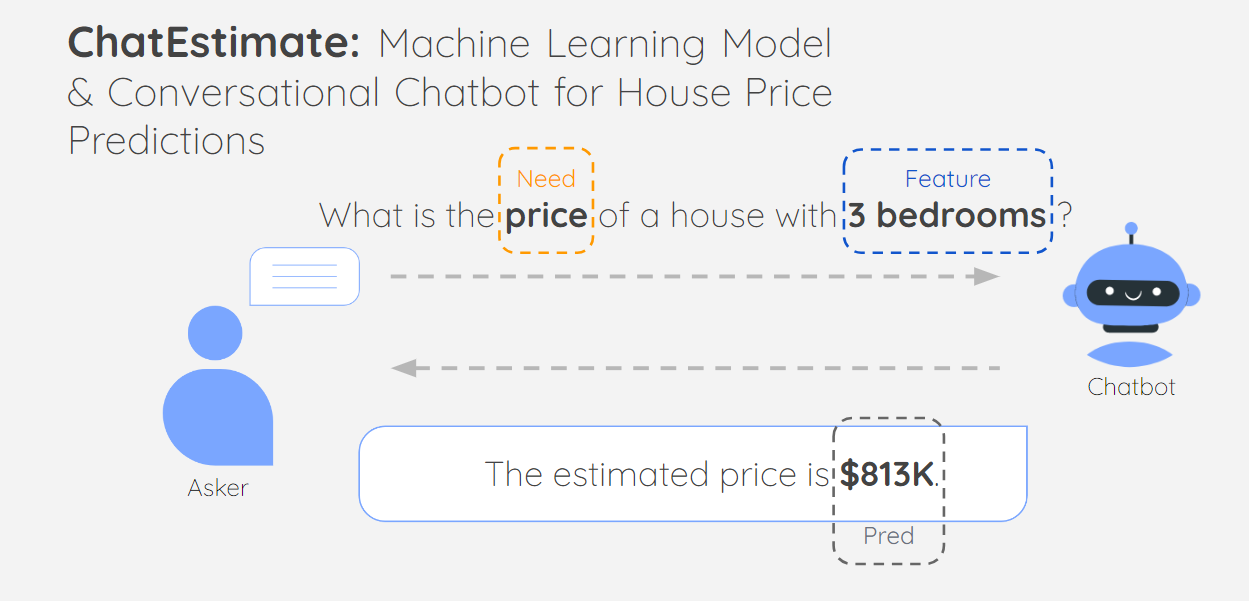 ChatEstimate: Machine Learning Model
& Conversational Chatbot for House Price
Predictions
Need
Feature
What is the price of a house with 3 bedrooms ?
Chatbot
The estimated price is $813K.
Asker
Pred